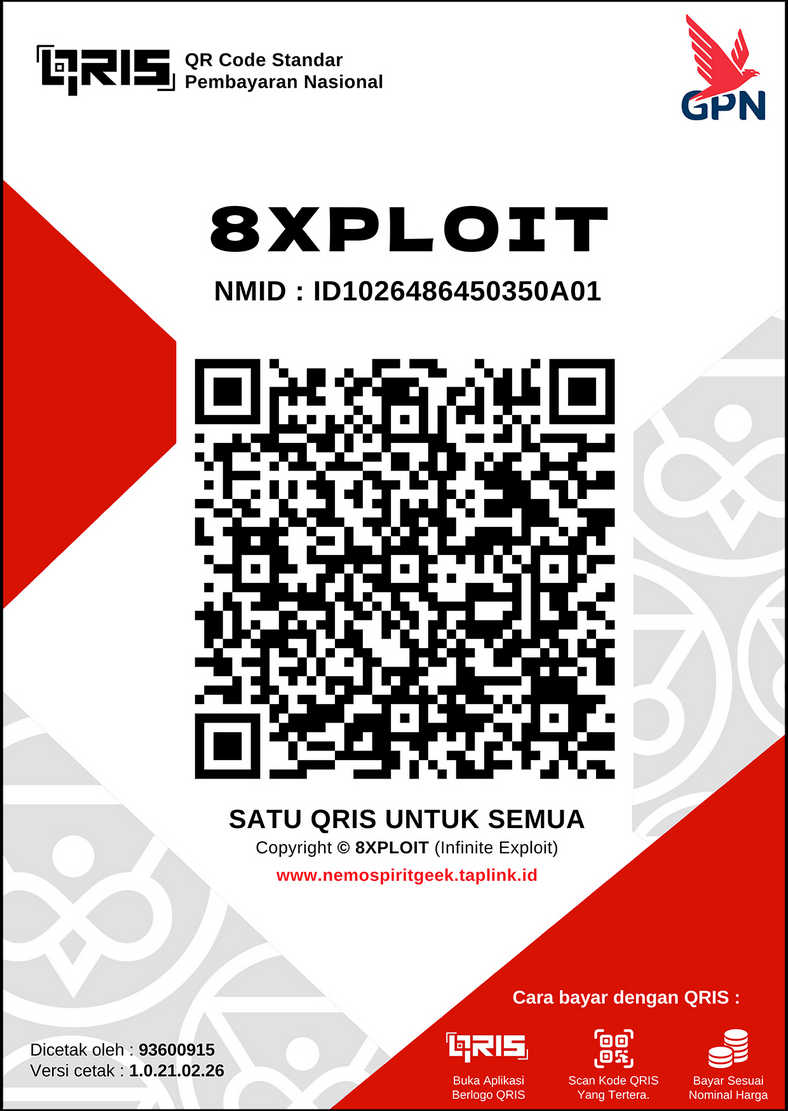 QRIS
QR Code Standar
Pembayaran Nasional
GPN
8XPLOIT
NMID : ID1026486450350A01
SATU QRIS UNTUK SEMUA
Copyright © 8XPLOIT (Infinite Exploit)
www.nemospiritgeek.taplink.id
Cara bayar dengan QRIS :
QRIS
Buka Aplikasi
Berlogo QRIS
Scan Kode QRIS
Yang Tertera.
Bayar Sesuai
Nominal Harga
Dicetak oleh : 93600915
Versi cetak : 1.0.21.02.26